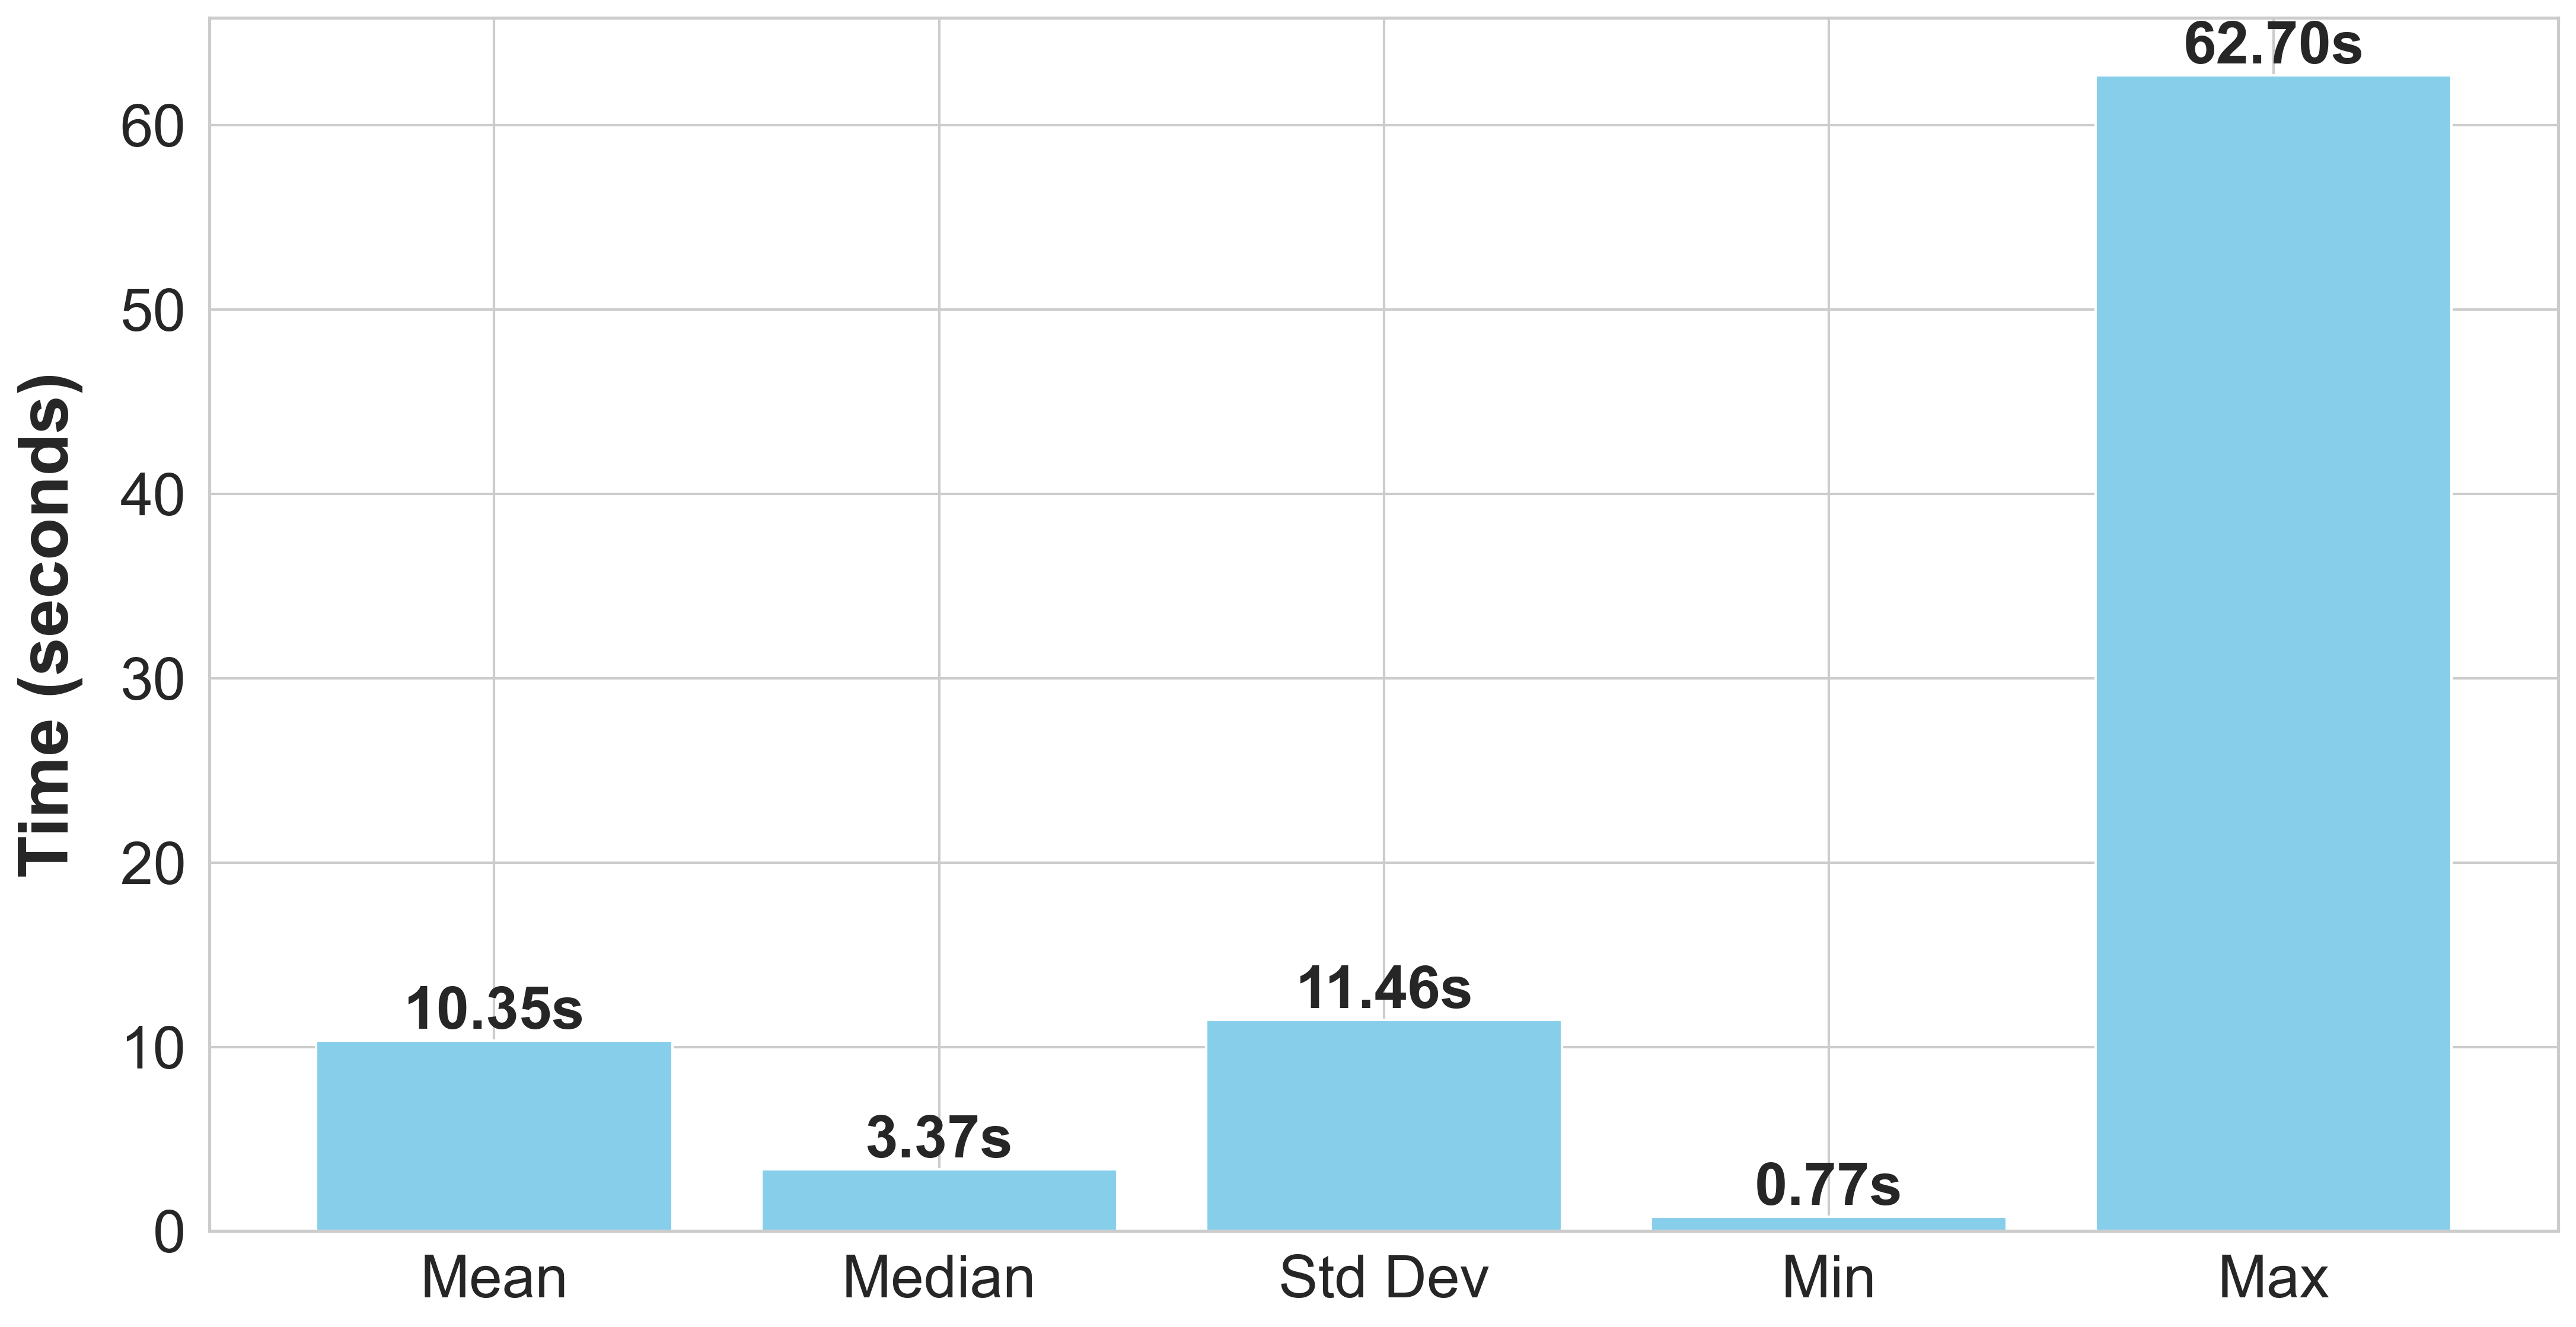 Time (seconds)
60
50
40
30
20
10
0
10.35s
3.37s
11.46s
0.77s
62.70s
Mean
Median
Std Dev
Min
Max